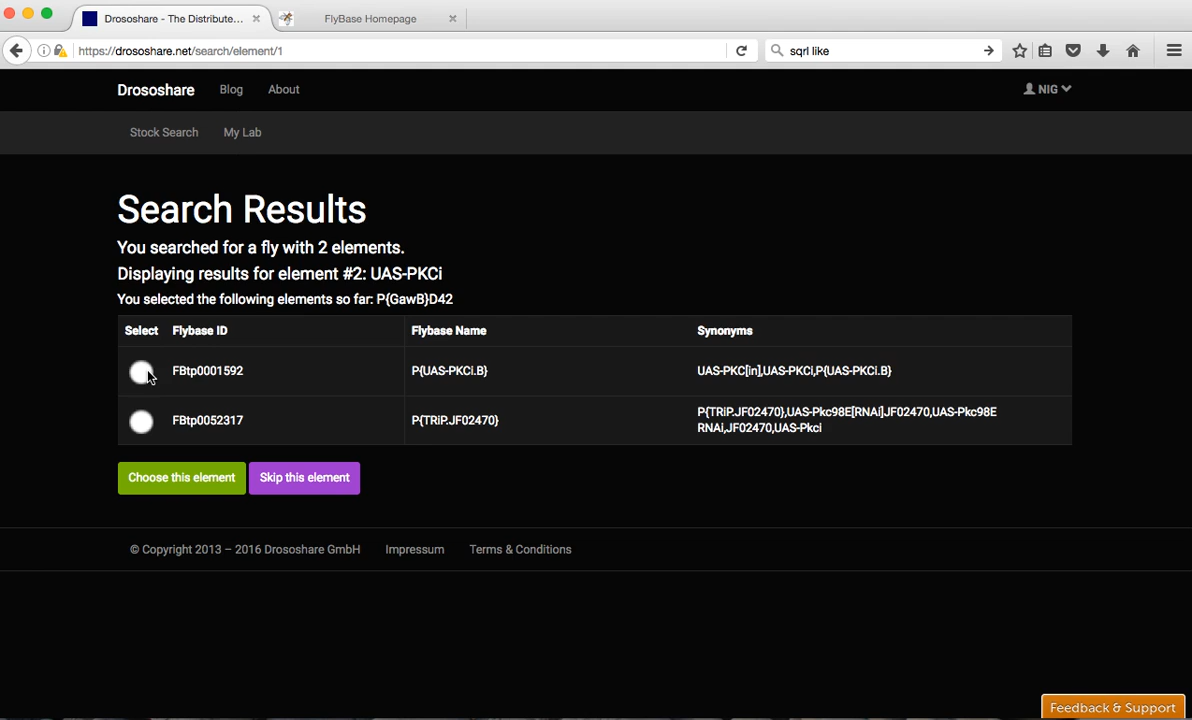 Drososhare - The Distribute...
FlyBase Homepage
https://drososhare.net/search/element/1
sqrl like
Drososhare Blog About NIG
Stock Search My Lab
Search Results
You searched for a fly with 2 elements.
Displaying results for element #2: UAS-PKCi
You selected the following elements so far: P{GawB}D42
Select Flybase ID Flybase Name Synonyms
FBtp0001592 P{UAS-PKCi.B} UAS-PKC[in],UAS-PKCi,P{UAS-PKCi.B}
FBtp0052317 P{TRiP.JF02470} P{TRiP.JF02470},UAS-Pkc98E[RNAi]JF02470,UAS-Pkc98E
RNAi,JF02470,UAS-Pkci
Choose this element Skip this element
© Copyright 2013 – 2016 Drososhare GmbH Impressum Terms & Conditions
Feedback & Support